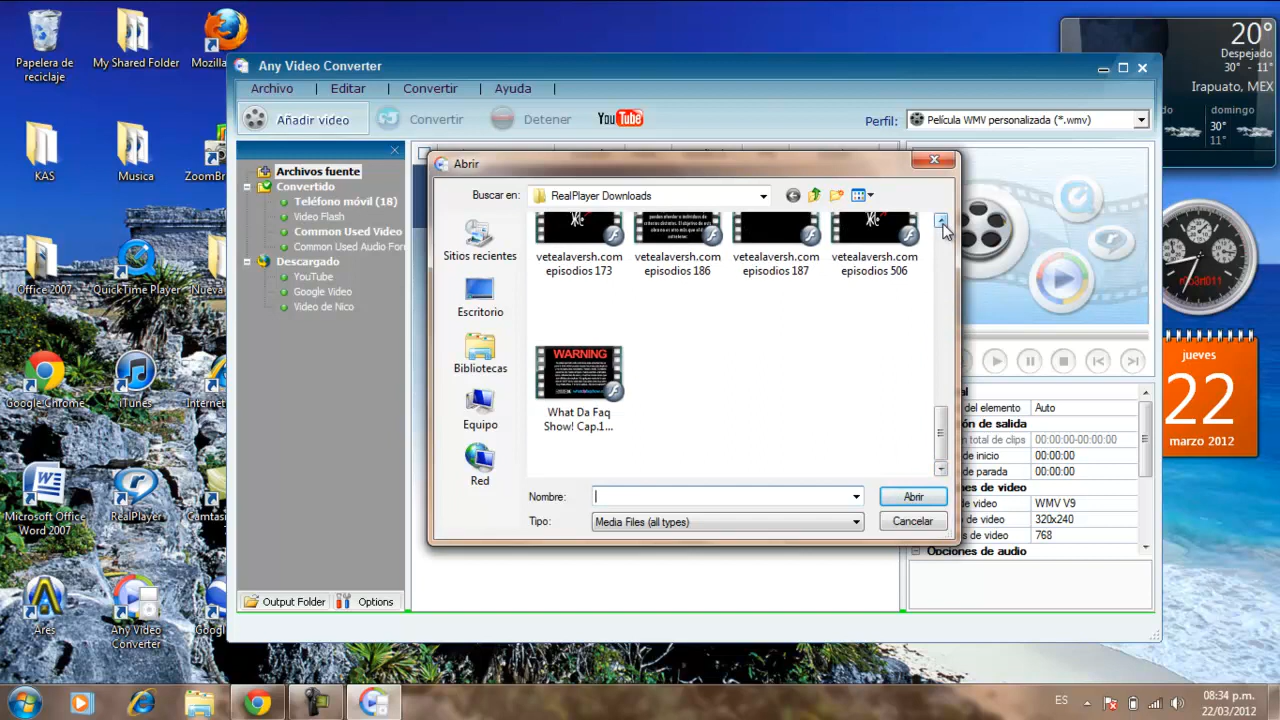 Papelera de
reciclaje
My Shared Folder
KAS
Musica
Office 2007
QuickTime Player
Google Chrome
iTunes
Microsoft Office
Word 2007
RealPlayer
Ares
Any Video
Converter
Any Video Converter
Archivo
Editar
Convertir
Ayuda
Añadir video
Convertir
Detener
YouTube
Perfil:
Película WMV personalizada (*.wmv)
Archivos fuente
Convertido
Teléfono móvil (18)
Video Flash
Common Used Video
Common Used Audio For
Descargado
YouTube
Google Video
Video de Nico
Output Folder
Options
Abrir
Buscar en:
RealPlayer Downloads
Sitios recientes
Escritorio
Bibliotecas
Equipo
Red
vetealaversh.com
episodios 173
vetealaversh.com
episodios 186
vetealaversh.com
episodios 187
vetealaversh.com
episodios 506
WARNING
What Da Faq
Show! Cap.1...
Nombre:
Abrir
Tipo:
Media Files (all types)
Cancelar
del elemento
Auto
ón de salida
n total de clips
00:00:00-00:00:00
de inicio
00:00:00
de parada
00:00:00
nes de video
de video
WMV V9
o de video
320x240
s de video
768
Opciones de audio
20°
Despejado
30° - 11°
Irapuato, MEX
do
domingo
30°
11°
jueves
22
marzo 2012
ES
08:34 p.m.
22/03/2012